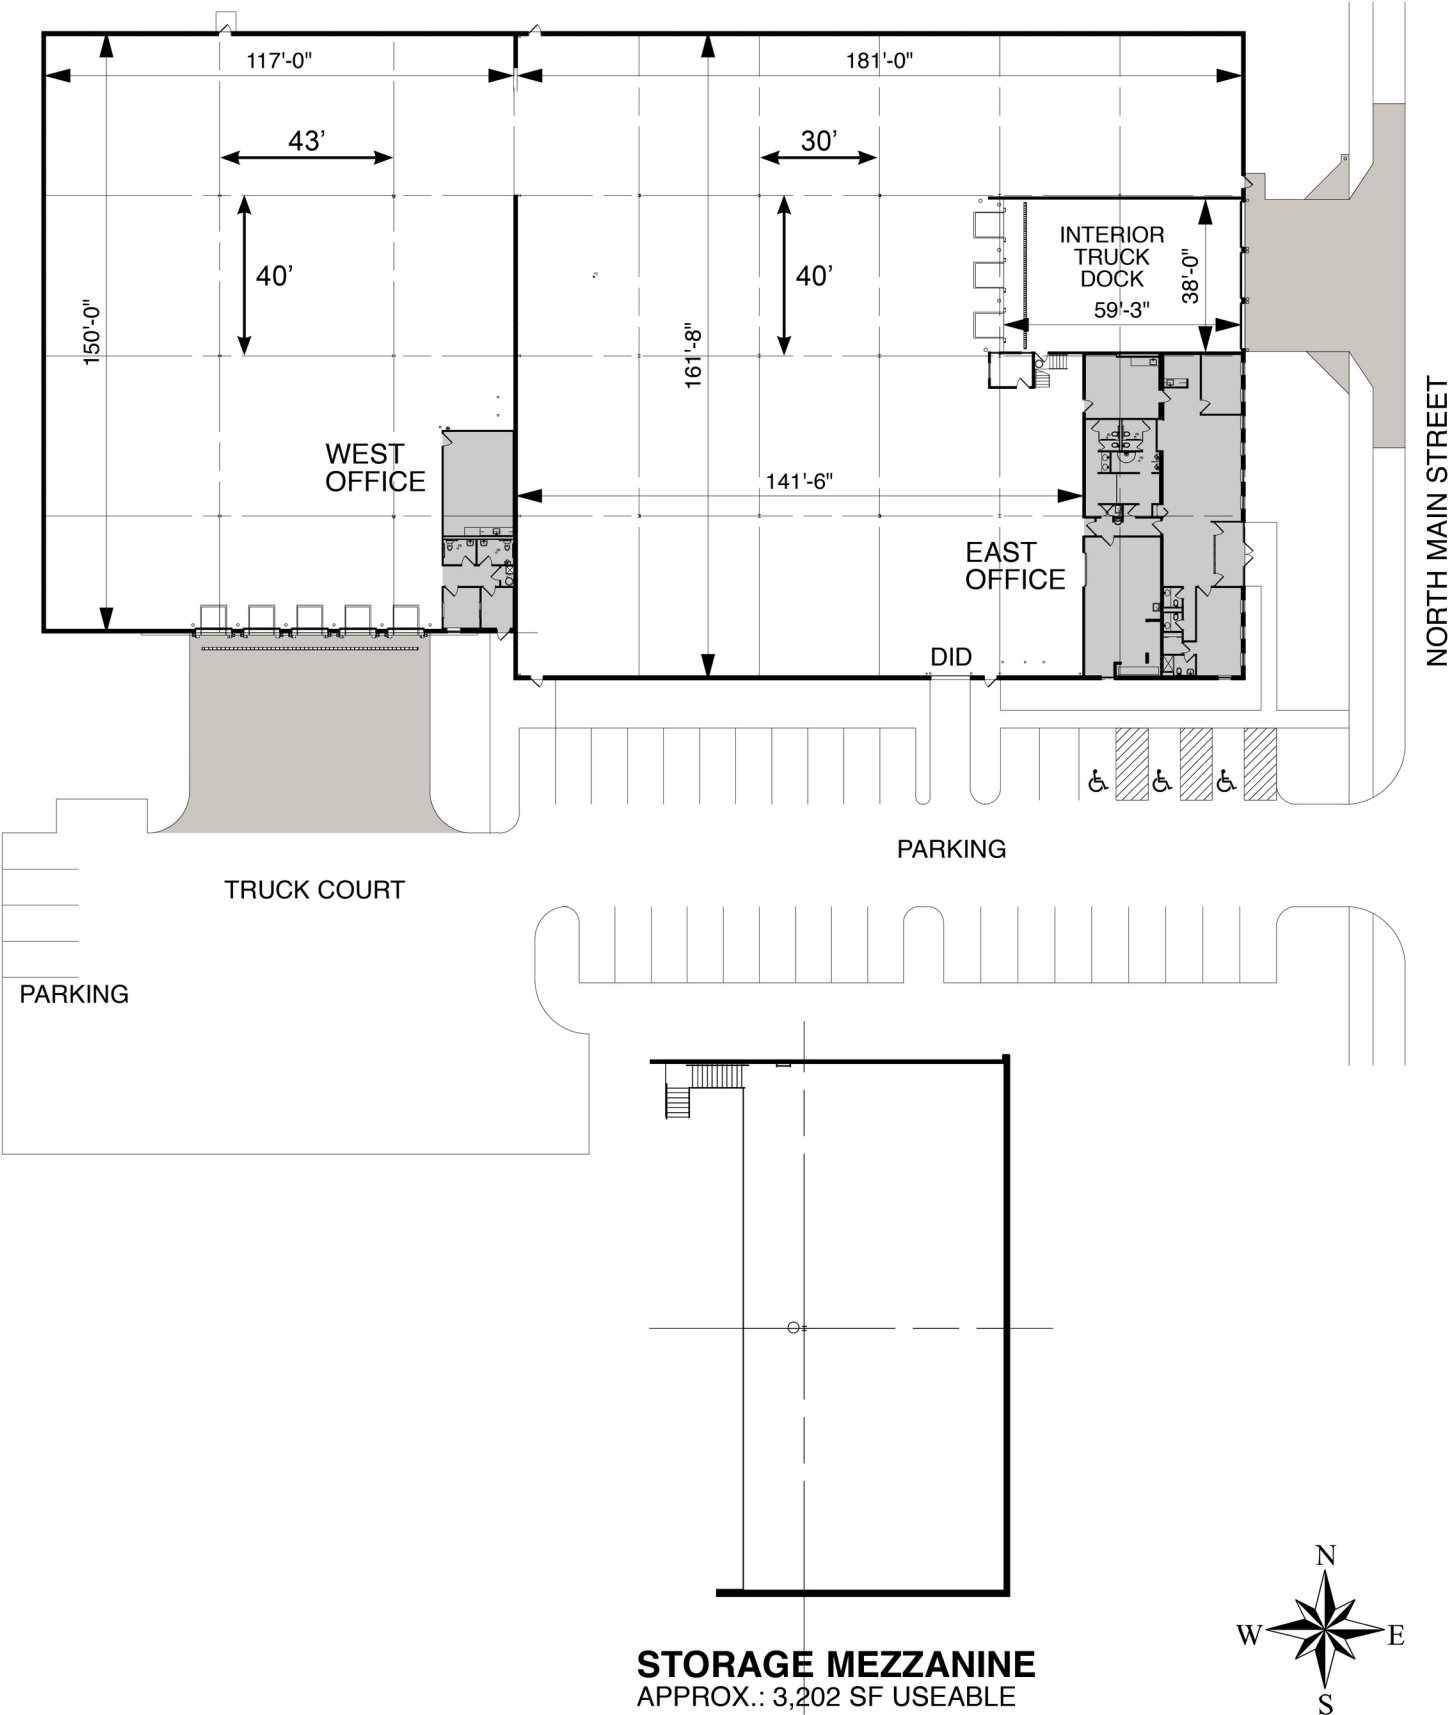 117'-0"
181'-0"
43’
30’
40’
40’
INTERIOR
TRUCK
DOCK
38'-0"
59'-3"
150'-0"
161'-8"
WEST
OFFICE
141'-6"
EAST
OFFICE
DID
NORTH MAIN STREET
PARKING
TRUCK COURT
PARKING
STORAGE MEZZANINE
APPROX.: 3,202 SF USEABLE
N
W
E
S